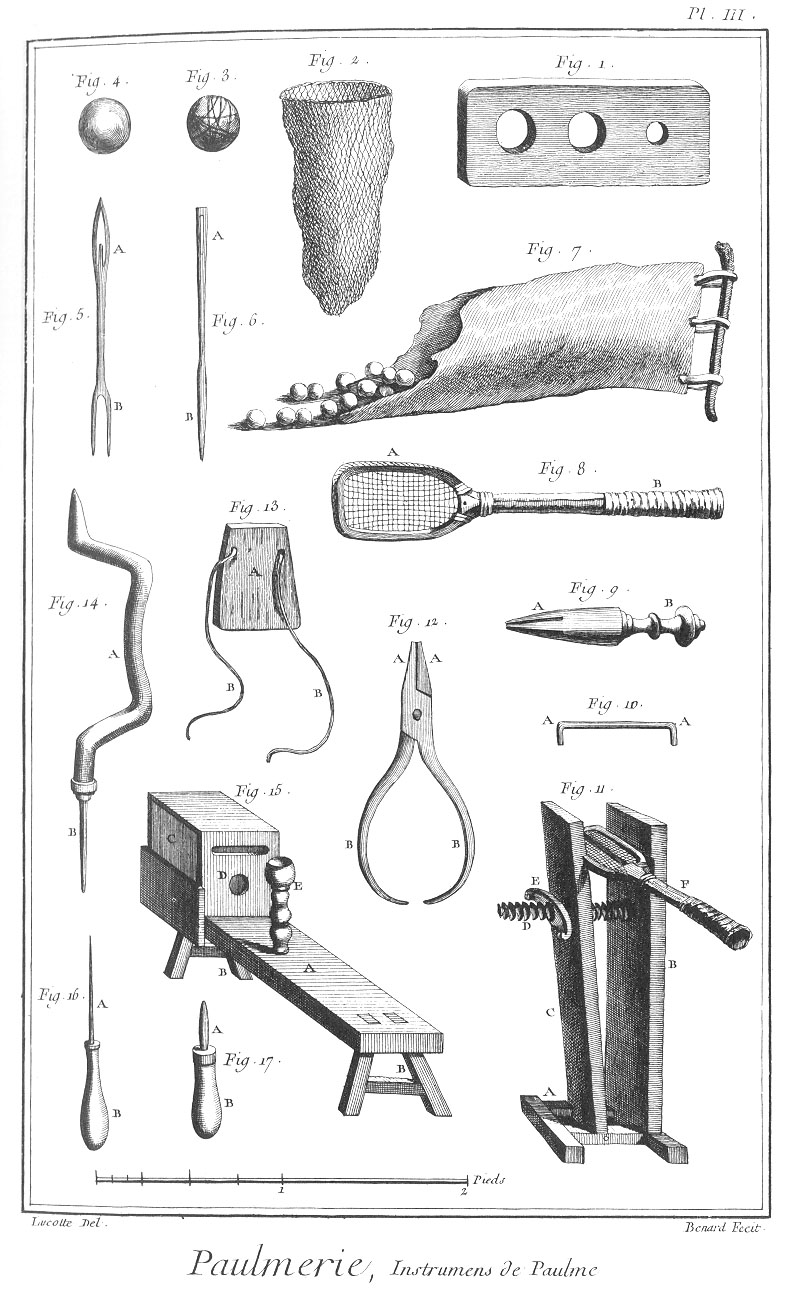 Pl. III.
Fig. 4. Fig. 3. Fig. 2. Fig. 1.
A A Fig. 7.
Fig. 5. Fig. 6.
B B
A Fig. 8. B
Fig. 13.
A
Fig. 14. A Fig. 9. B
Fig. 12.
A A A
B B Fig. 10.
A A
Fig. 15. Fig. 11.
B C B B
D E E F
D
A B B
Fig. 16. A C
A Fig. 17. B A
B B
1 2 Pieds
Lucotte Del. Benard Fecit.
Paulmerie, Instrumens de Paulme